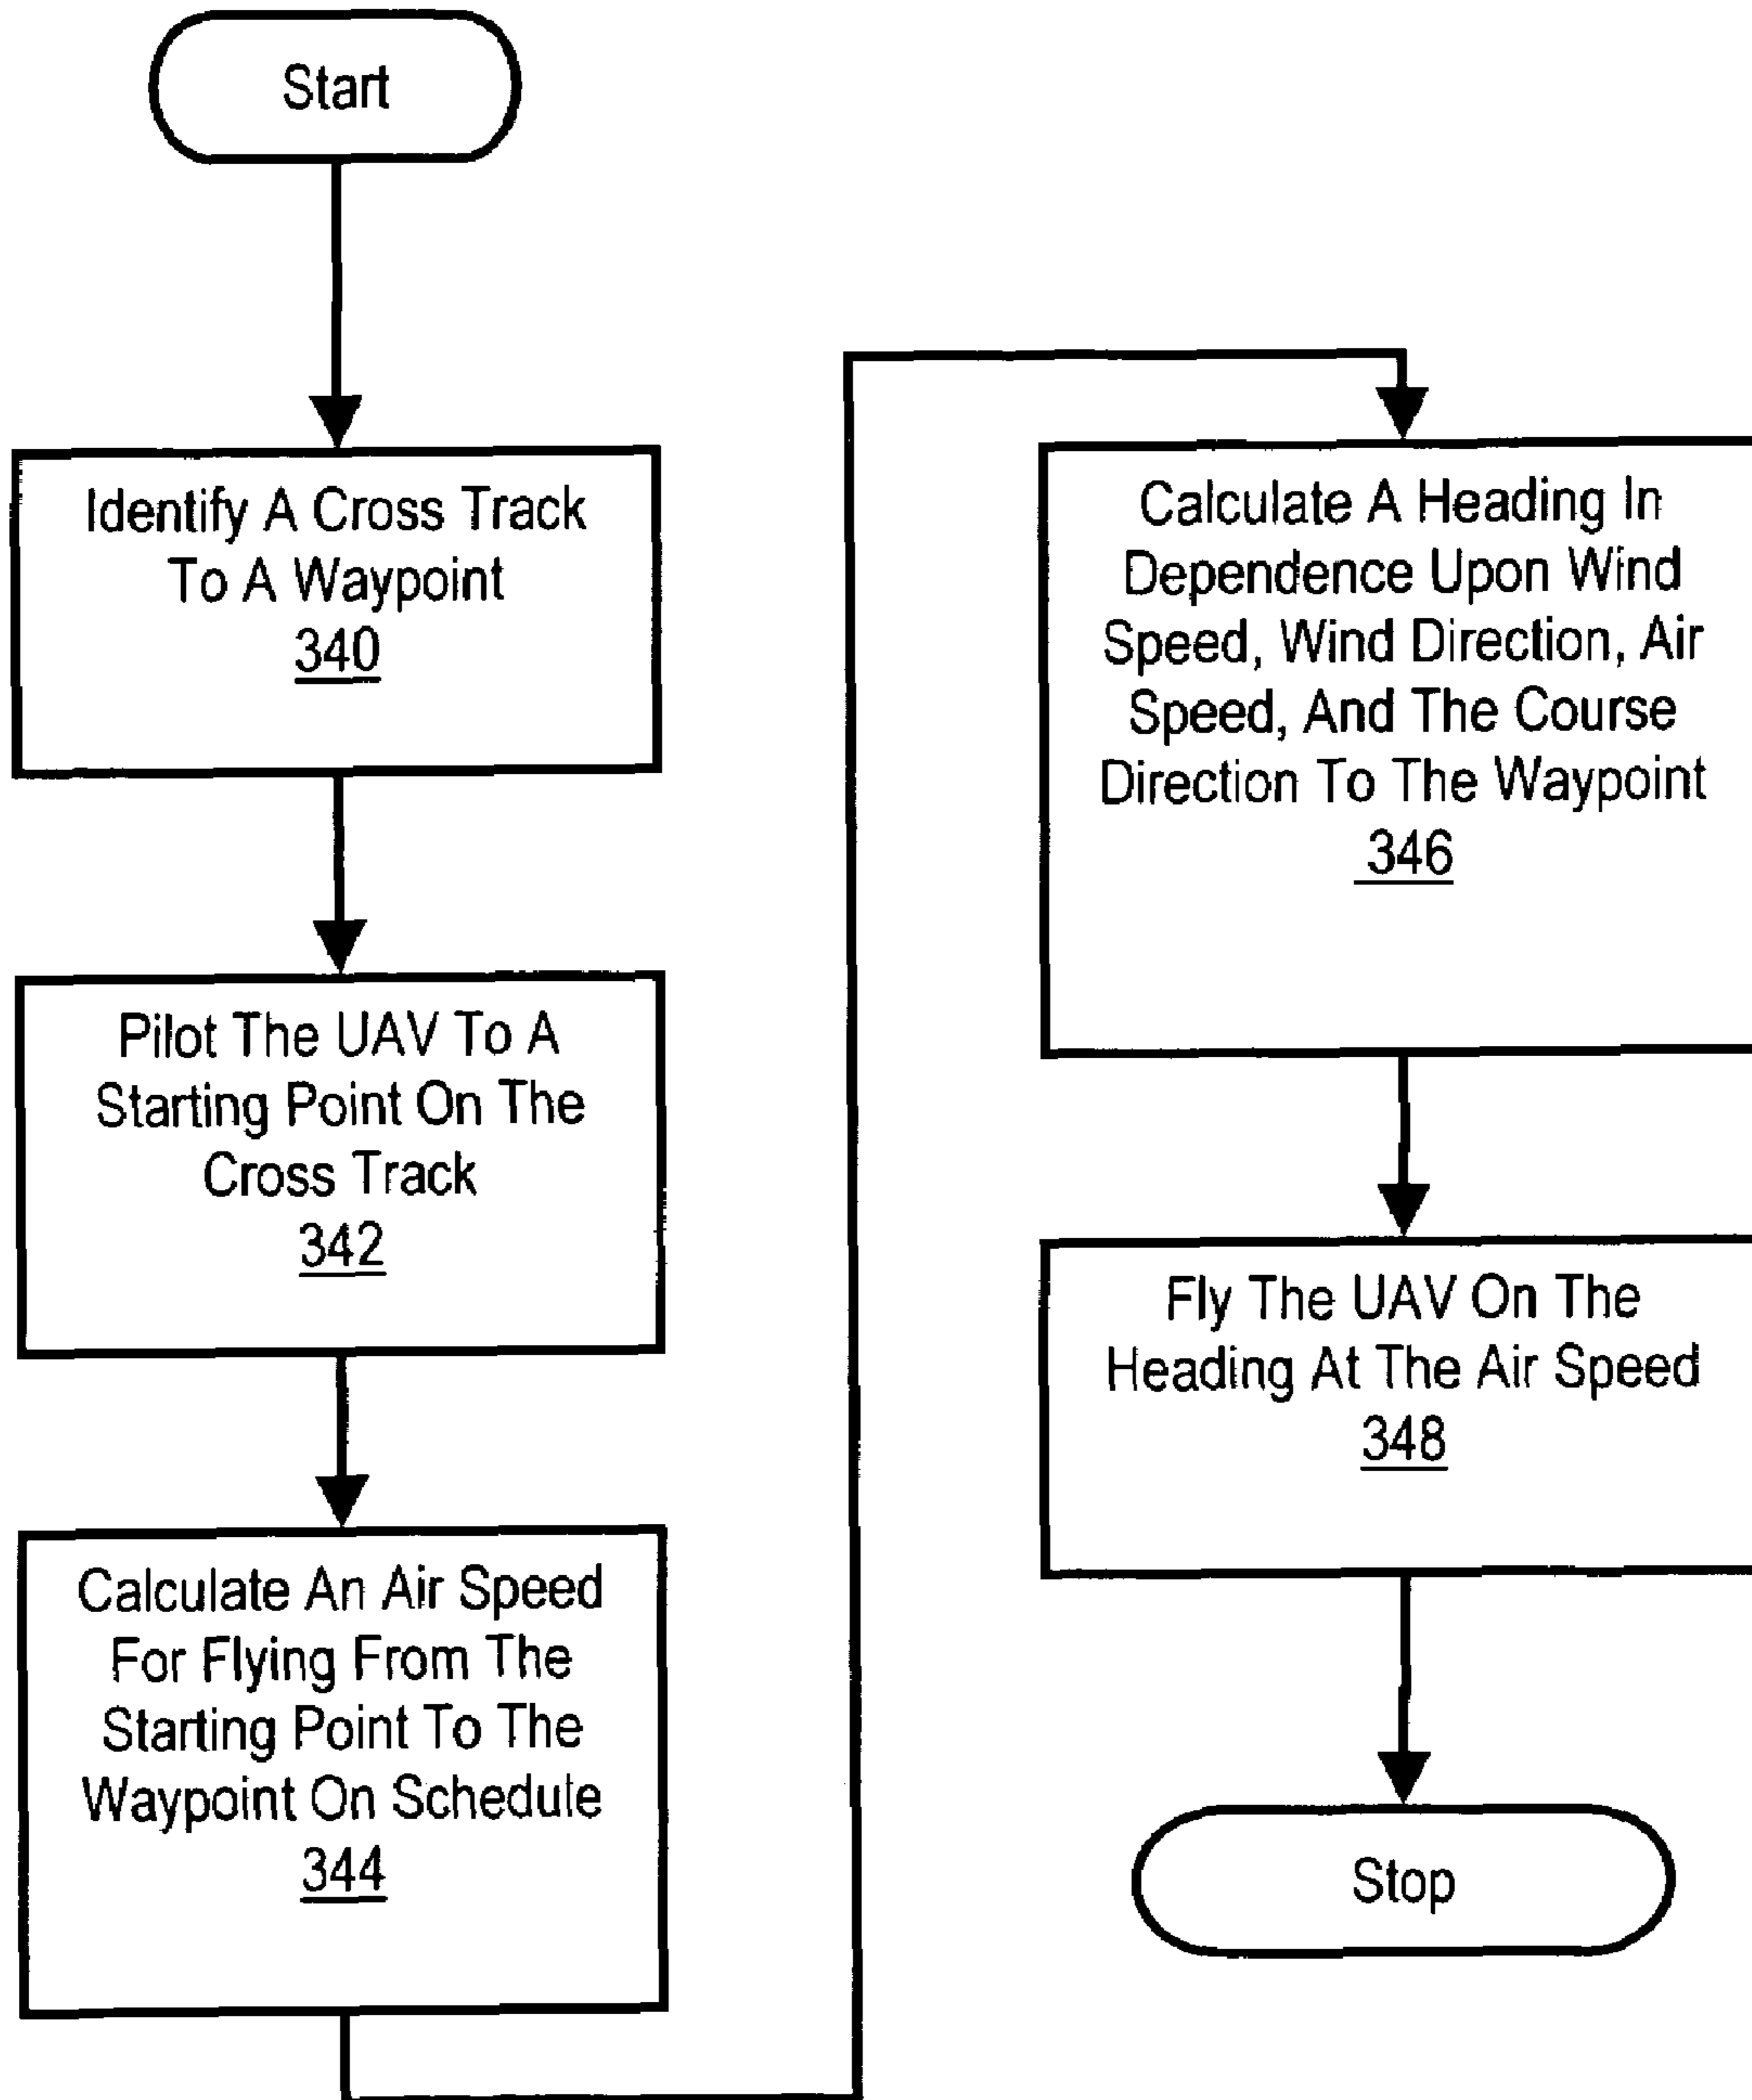 Start
Identify A Cross Track
To A Waypoint
340
Pilot The UAV To A
Starting Point On The
Cross Track
342
Calculate An Air Speed
For Flying From The
Starting Point To The
Waypoint On Schedule
344
Calculate A Heading In
Dependence Upon Wind
Speed, Wind Direction, Air
Speed, And The Course
Direction To The Waypoint
346
Fly The UAV On The
Heading At The Air Speed
348
Stop